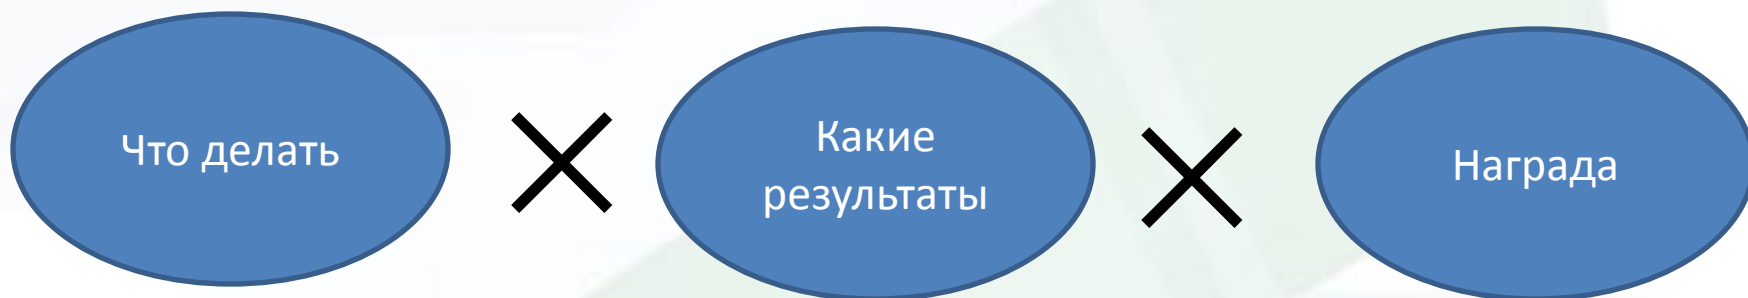 Что делать
Какие
результаты
Награда